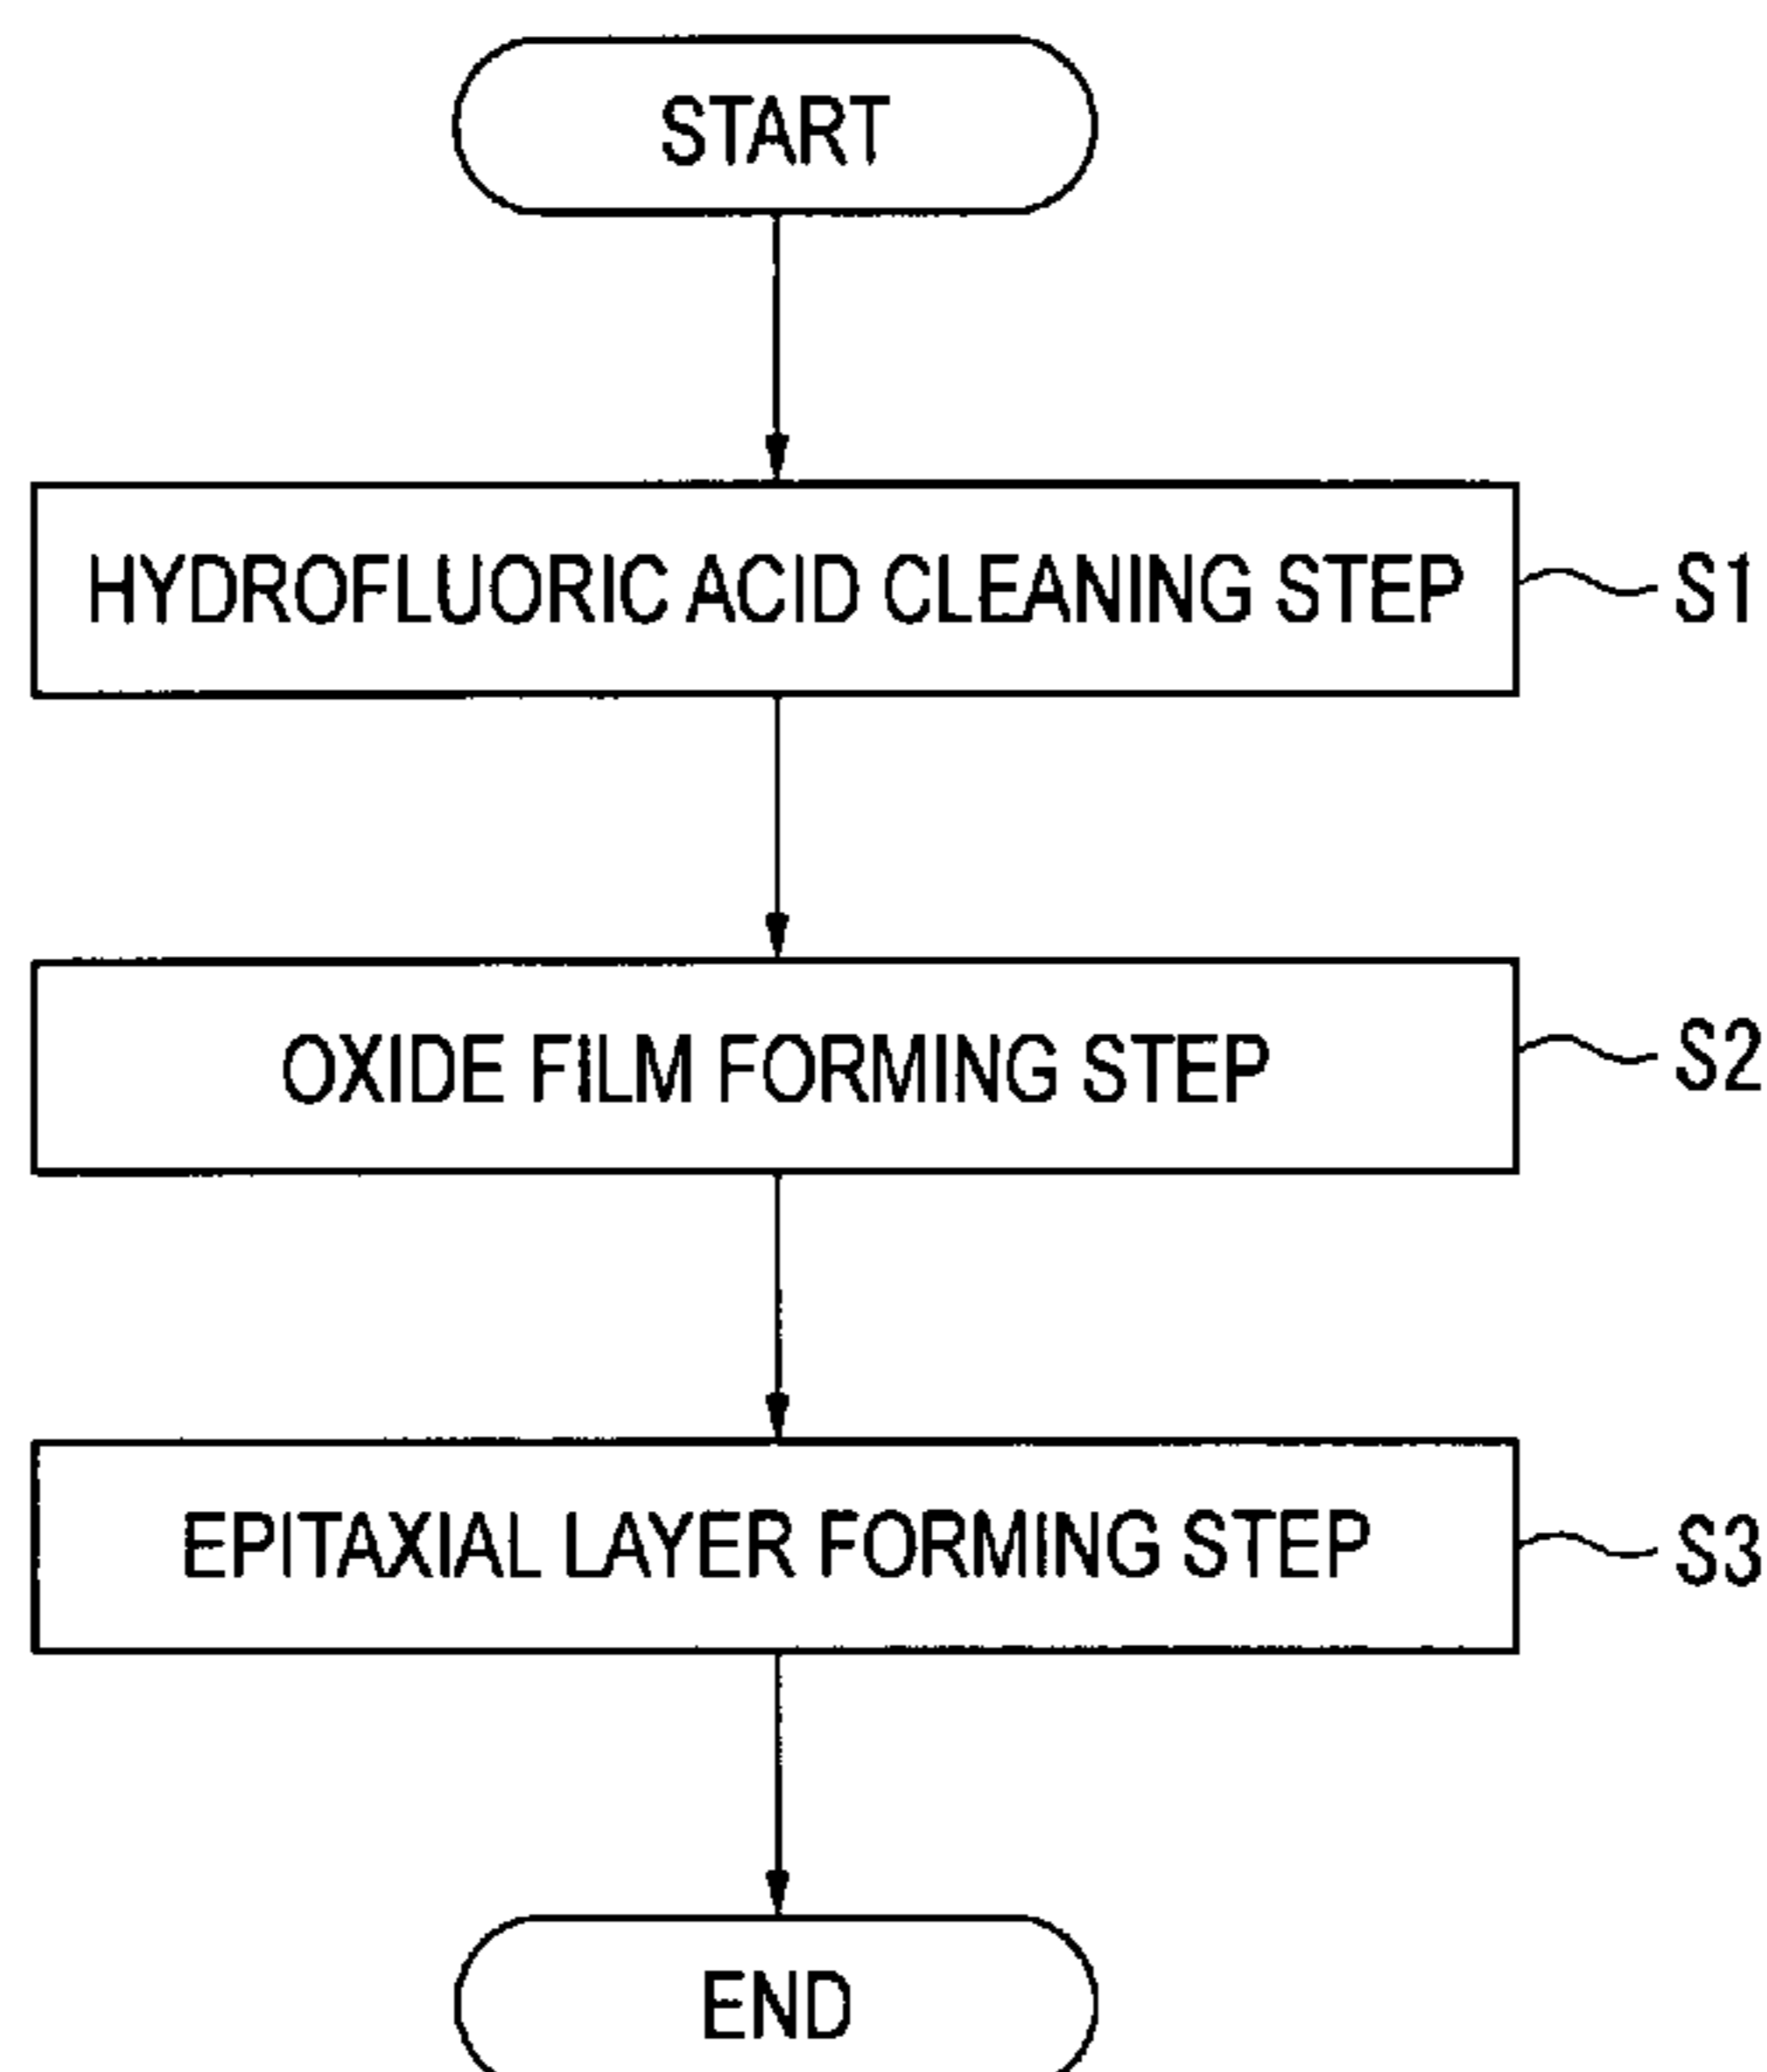 START
HYDROFLUORIC ACID CLEANING STEP S1
OXIDE FILM FORMING STEP S2
EPITAXIAL LAYER FORMING STEP S3
END